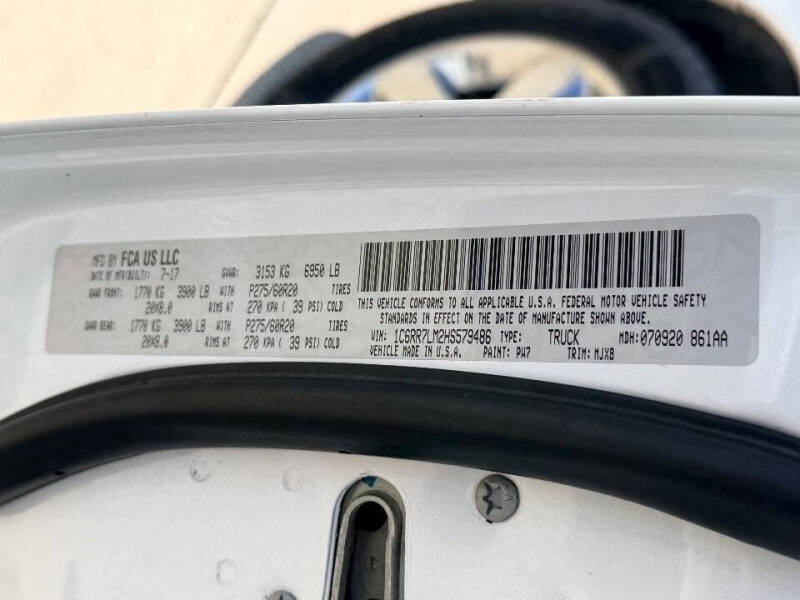 MFD BY FCA US LLC
DATE OF MFR(BUILT): 7-17 GVWR: 3153 KG 6950 LB
GAWR FRONT: 1770 KG 3900 LB WITH P275/60R20 TIRES
20X8.0 RIMS AT 270 KPA ( 39 PSI) COLD
GAWR REAR: 1770 KG 3900 LB WITH P275/60R20 TIRES
20X8.0 RIMS AT 270 KPA ( 39 PSI) COLD
THIS VEHICLE CONFORMS TO ALL APPLICABLE U.S.A. FEDERAL MOTOR VEHICLE SAFETY
STANDARDS IN EFFECT ON THE DATE OF MANUFACTURE SHOWN ABOVE.
VIN: 1C6RR7LM2HS579486 TYPE: TRUCK MDH: 070920 861AA
VEHICLE MADE IN U.S.A. PAINT: PW7 TRIM: MJX8